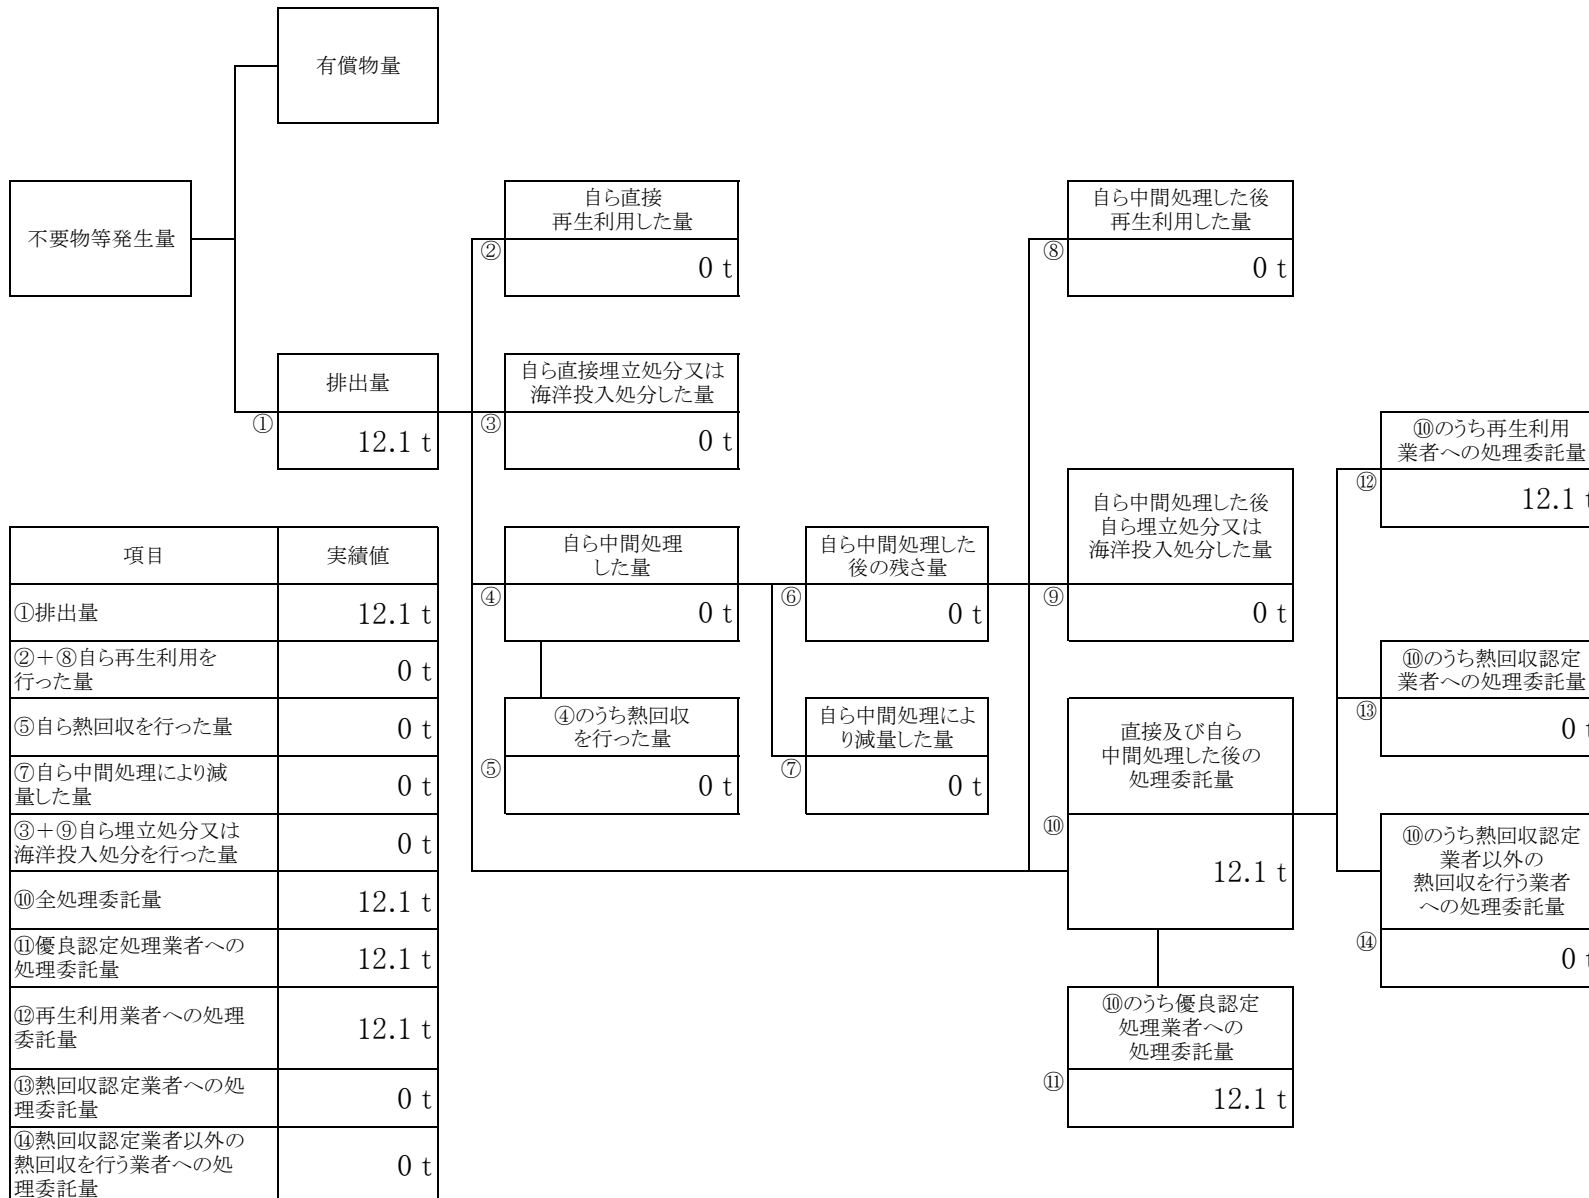 有償物量
不要物等発生量
自ら直接
再生利用した量
②
0 t
自ら中間処理した後
再生利用した量
⑧
0 t
排出量
①
12.1 t
自ら直接埋立処分又は
海洋投入処分した量
③
0 t
⑩のうち再生利用
業者への処理委託量
⑫
12.1 t
自ら中間処理
した量
④
0 t
自ら中間処理した
後の残さ量
⑥
0 t
自ら中間処理した後
自ら埋立処分又は
海洋投入処分した量
⑨
0 t
④のうち熱回収
を行った量
⑤
0 t
自ら中間処理によ
り減量した量
⑦
0 t
直接及び自ら
中間処理した後の
処理委託量
⑩
12.1 t
⑩のうち熱回収認定
業者への処理委託量
⑬
0 t
⑩のうち熱回収認定
業者以外の
熱回収を行う業者
への処理委託量
⑭
0 t
⑩のうち優良認定
処理業者への
処理委託量
⑪
12.1 t
項目 実績値
①排出量 12.1 t
②＋⑧自ら再生利用を
行った量 0 t
⑤自ら熱回収を行った量 0 t
⑦自ら中間処理により減
量した量 0 t
③＋⑨自ら埋立処分又は
海洋投入処分を行った量 0 t
⑩全処理委託量 12.1 t
⑪優良認定処理業者への
処理委託量 12.1 t
⑫再生利用業者への処理
委託量 12.1 t
⑬熱回収認定業者への処
理委託量 0 t
⑭熱回収認定業者以外の
熱回収を行う業者への処
理委託量 0 t